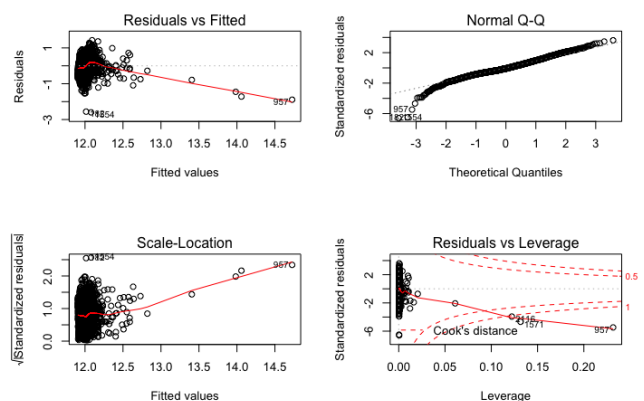 Residuals vs Fitted
Residuals
1
-1
-3
957
1554
12.0 12.5 13.0 13.5 14.0 14.5
Fitted values
Normal Q-Q
Standardized residuals
2
-2
-6
957
1554
-3 -2 -1 0 1 2 3
Theoretical Quantiles
Scale-Location
√|Standardized residuals|
2.0
1.0
0.0
957
12.0 12.5 13.0 13.5 14.0 14.5
Fitted values
Residuals vs Leverage
Standardized residuals
2
-2
-6
0.5
1
2116
1571
957
Cook's distance
0.00 0.05 0.10 0.15 0.20
Leverage